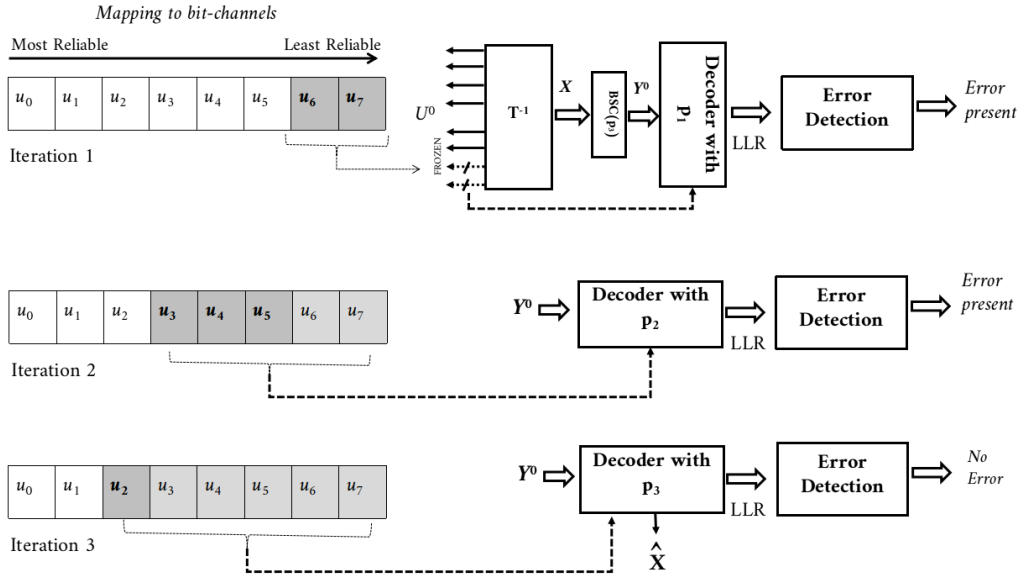 Mapping to bit-channels
Most Reliable Least Reliable
u₀ u₁ u₂ u₃ u₄ u₅ u₆ u₇
Iteration 1
U⁰
FROZEN
T⁻¹
X
BSC(p₃)
Y⁰
Decoder with
p₁
LLR
Error
Detection
Error
present
u₀ u₁ u₂ u₃ u₄ u₅ u₆ u₇
Iteration 2
Y⁰
Decoder with
p₂
LLR
Error
Detection
Error
present
u₀ u₁ u₂ u₃ u₄ u₅ u₆ u₇
Iteration 3
Y⁰
Decoder with
p₃
X̂
LLR
Error
Detection
No
Error